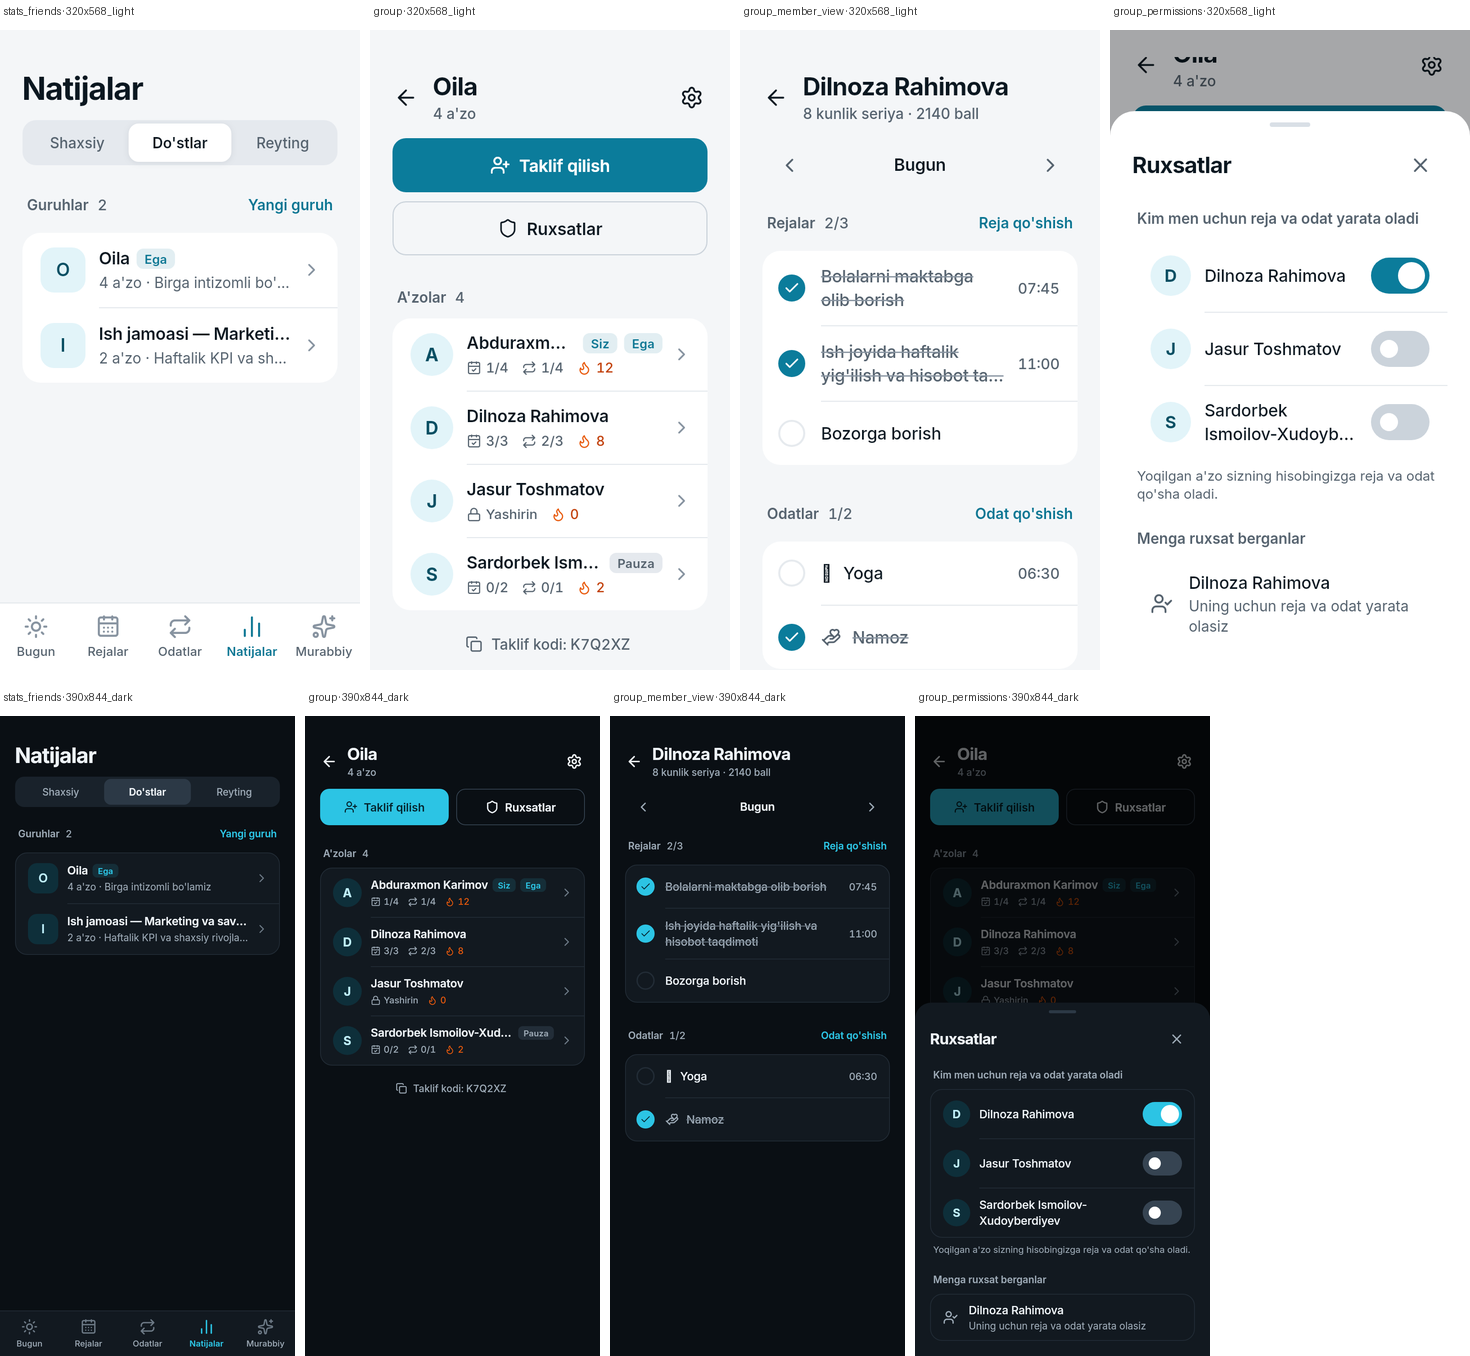 stats_friends·320x568_light
Natijalar
Shaxsiy Do'stlar Reyting
Guruhlar 2 Yangi guruh
O Oila Ega
4 a'zo · Birga intizomli bo'...
I Ish jamoasi — Marketi...
2 a'zo · Haftalik KPI va sh...
Bugun Rejalar Odatlar Natijalar Murabbiy
group·320x568_light
Oila
4 a'zo
Taklif qilish
Ruxsatlar
A'zolar 4
A Abduraxm... Siz Ega
1/4 1/4 12
D Dilnoza Rahimova
3/3 2/3 8
J Jasur Toshmatov
Yashirin 0
S Sardorbek Ism... Pauza
0/2 0/1 2
Taklif kodi: K7Q2XZ
group_member_view·320x568_light
Dilnoza Rahimova
8 kunlik seriya · 2140 ball
Bugun
Rejalar 2/3 Reja qo'shish
Bolalarni maktabga
olib borish 07:45
Ish joyida haftalik
yig'ilish va hisobot ta... 11:00
Bozorga borish
Odatlar 1/2 Odat qo'shish
Yoga 06:30
Namoz
group_permissions·320x568_light
Oila
4 a'zo
Ruxsatlar
Kim men uchun reja va odat yarata oladi
D Dilnoza Rahimova
J Jasur Toshmatov
S Sardorbek
Ismoilov-Xudoyb...
Yoqilgan a'zo sizning hisobingizga reja va odat
qo'sha oladi.
Menga ruxsat berganlar
Dilnoza Rahimova
Uning uchun reja va odat yarata
olasiz
stats_friends·390x844_dark
Natijalar
Shaxsiy Do'stlar Reyting
Guruhlar 2 Yangi guruh
O Oila Ega
4 a'zo · Birga intizomli bo'lamiz
I Ish jamoasi — Marketing va sav...
2 a'zo · Haftalik KPI va shaxsiy rivojla...
Bugun Rejalar Odatlar Natijalar Murabbiy
group·390x844_dark
Oila
4 a'zo
Taklif qilish Ruxsatlar
A'zolar 4
A Abduraxmon Karimov Siz Ega
1/4 1/4 12
D Dilnoza Rahimova
3/3 2/3 8
J Jasur Toshmatov
Yashirin 0
S Sardorbek Ismoilov-Xud... Pauza
0/2 0/1 2
Taklif kodi: K7Q2XZ
group_member_view·390x844_dark
Dilnoza Rahimova
8 kunlik seriya · 2140 ball
Bugun
Rejalar 2/3 Reja qo'shish
Bolalarni maktabga olib borish 07:45
Ish joyida haftalik yig'ilish va
hisobot taqdimoti 11:00
Bozorga borish
Odatlar 1/2 Odat qo'shish
Yoga 06:30
Namoz
group_permissions·390x844_dark
Oila
4 a'zo
Taklif qilish Ruxsatlar
A'zolar 4
A Abduraxmon Karimov Siz Ega
1/4 1/4 12
D Dilnoza Rahimova
3/3 2/3 8
J Jasur Toshmatov
Yashirin 0
Ruxsatlar
Kim men uchun reja va odat yarata oladi
D Dilnoza Rahimova
J Jasur Toshmatov
S Sardorbek Ismoilov-
Xudoyberdiyev
Yoqilgan a'zo sizning hisobingizga reja va odat qo'sha oladi.
Menga ruxsat berganlar
Dilnoza Rahimova
Uning uchun reja va odat yarata olasiz